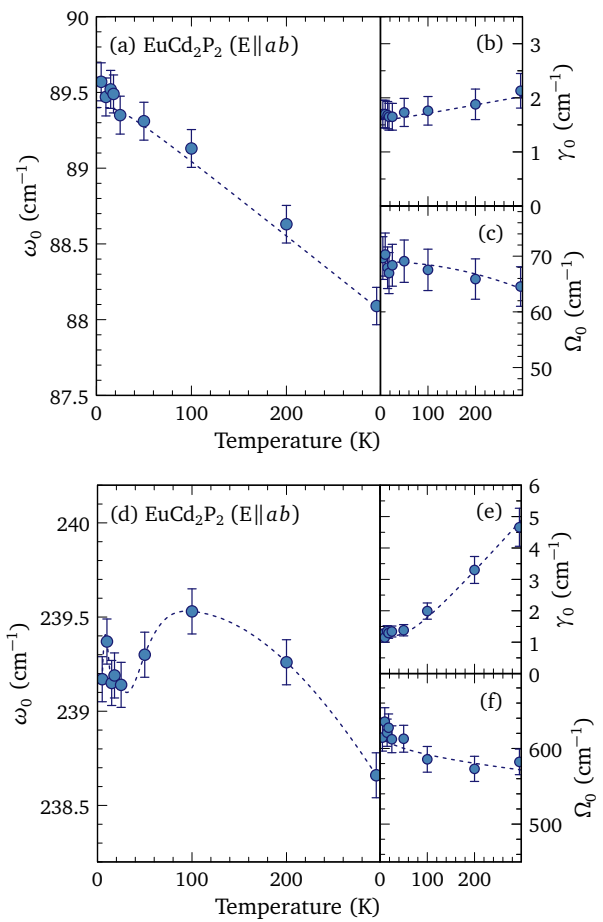 (a) EuCd₂P₂ (E∥ab)
90
89.5
89
88.5
88
87.5
ω₀ (cm⁻¹)
0
100
200
Temperature (K)
(b)
3
2
1
0
γ₀ (cm⁻¹)
(c)
70
60
50
Ω₀ (cm⁻¹)
0
100
200
(d) EuCd₂P₂ (E∥ab)
240
239.5
239
238.5
ω₀ (cm⁻¹)
0
100
200
Temperature (K)
(e)
6
5
4
3
2
1
0
γ₀ (cm⁻¹)
(f)
600
500
Ω₀ (cm⁻¹)
0
100
200